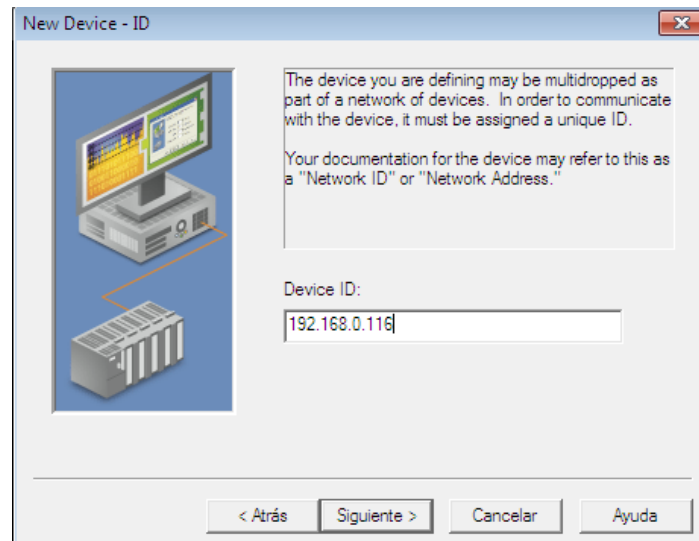 New Device - ID
The device you are defining may be multidropped as
part of a network of devices.  In order to communicate
with the device, it must be assigned a unique ID.
Your documentation for the device may refer to this as
a "Network ID" or "Network Address."
Device ID:
192.168.0.116
< Atrás
Siguiente >
Cancelar
Ayuda